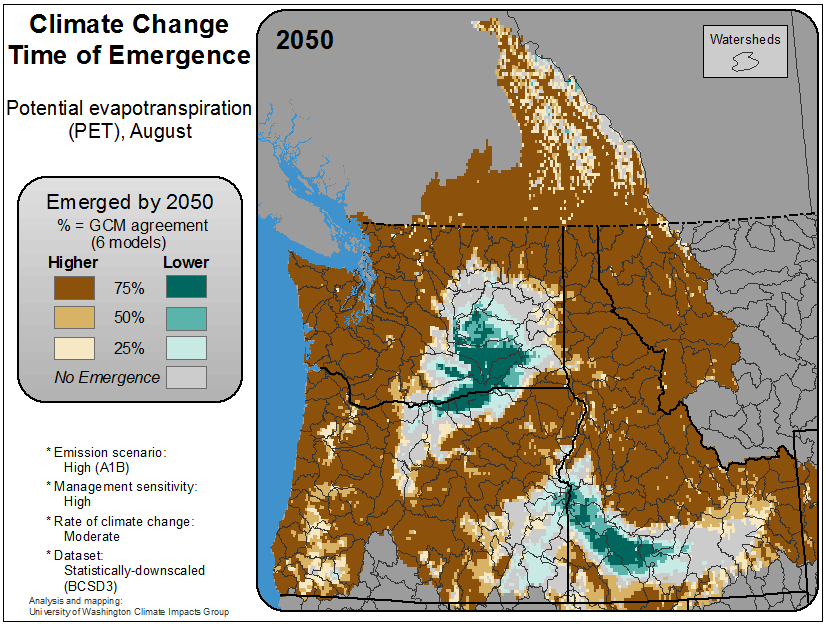 Climate Change
Time of Emergence
Potential evapotranspiration
(PET), August
Emerged by 2050
% = GCM agreement
(6 models)
Higher Lower
75%
50%
25%
No Emergence
* Emission scenario:
High (A1B)
* Management sensitivity:
High
* Rate of climate change:
Moderate
* Dataset:
Statistically-downscaled
(BCSD3)
Analysis and mapping:
University of Washington Climate Impacts Group
2050
Watersheds